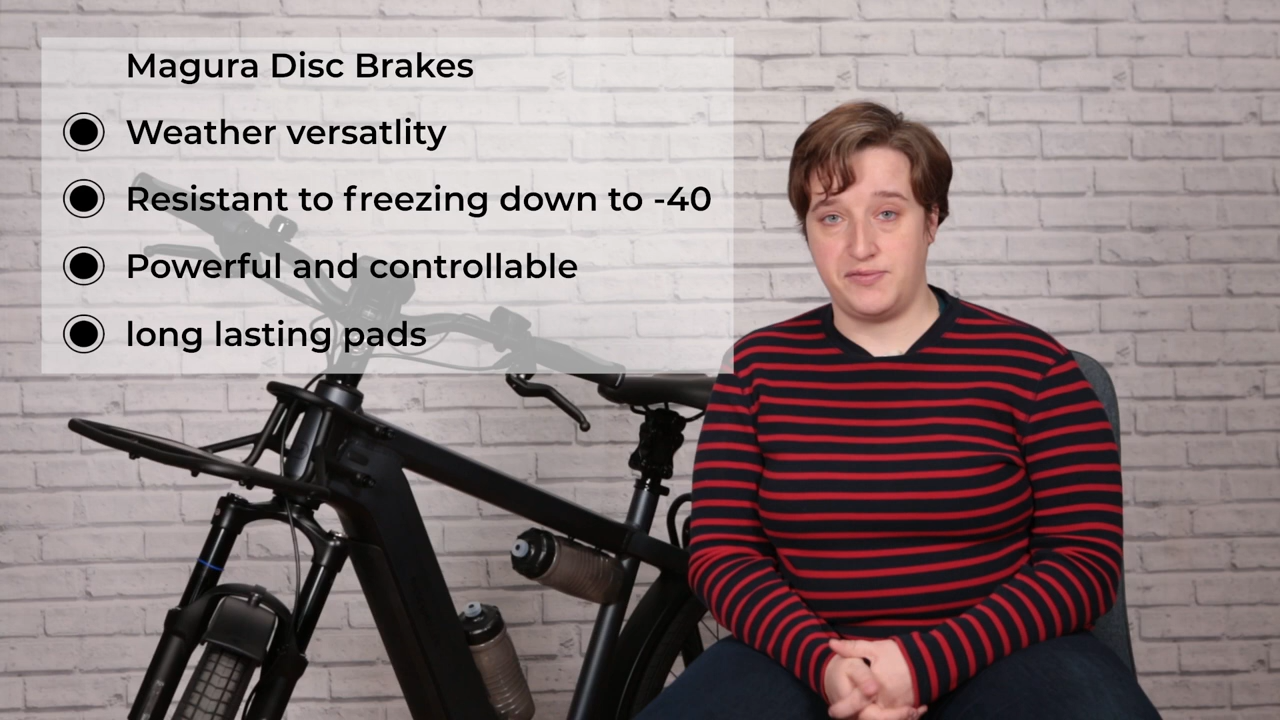 Magura Disc Brakes
Weather versatlity
Resistant to freezing down to -40
Powerful and controllable
long lasting pads